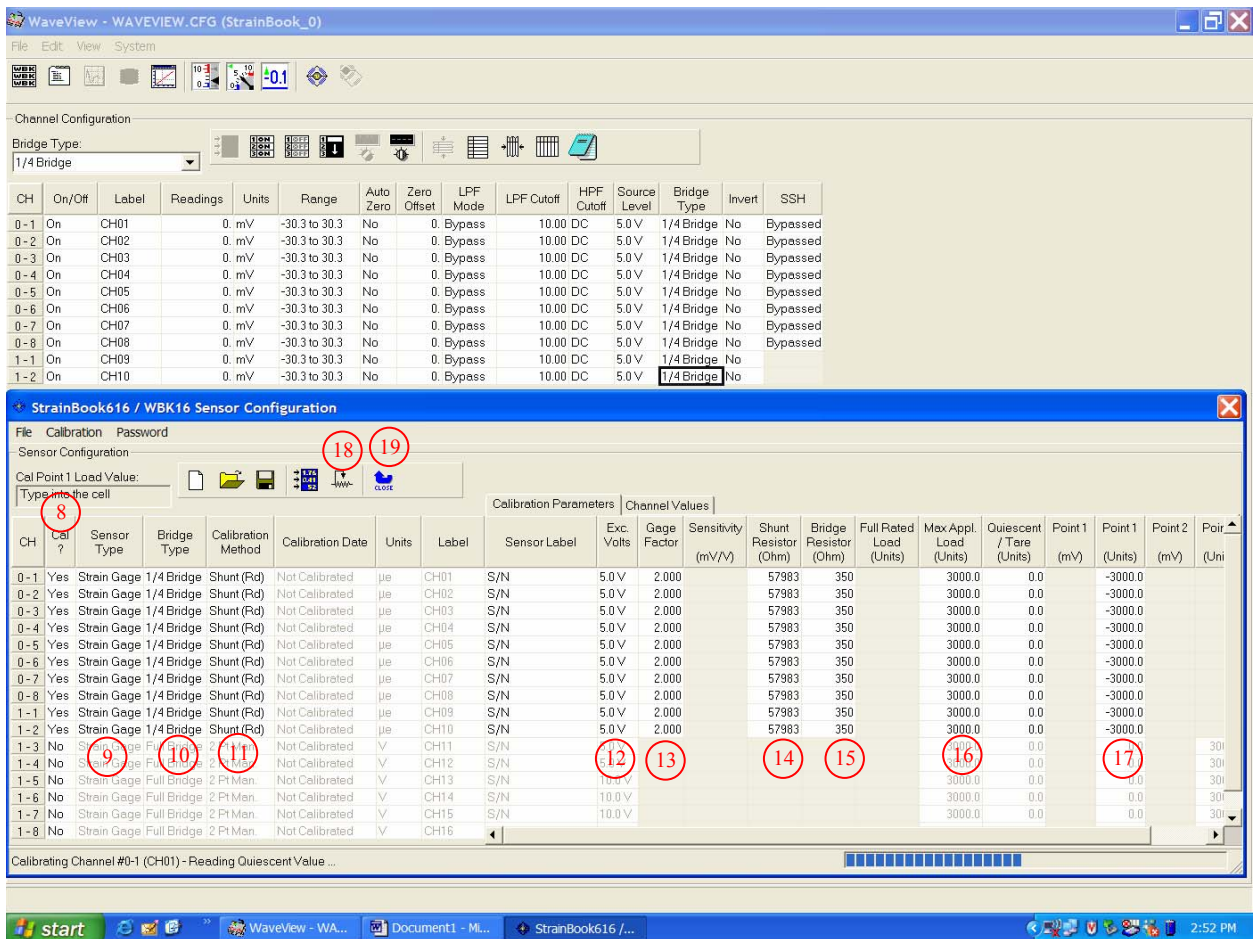 WaveView - WAVEVIEW.CFG (StrainBook_0)
File Edit View System
Channel Configuration
Bridge Type:
1/4 Bridge
CH On/Off Label Readings Units Range Auto Zero Zero Offset LPF Mode LPF Cutoff HPF Cutoff Source Level Bridge Type Invert SSH
0-1 On CH01 0. mV -30.3 to 30.3 No 0. Bypass 10.00 DC 5.0 V 1/4 Bridge No Bypassed
0-2 On CH02 0. mV -30.3 to 30.3 No 0. Bypass 10.00 DC 5.0 V 1/4 Bridge No Bypassed
0-3 On CH03 0. mV -30.3 to 30.3 No 0. Bypass 10.00 DC 5.0 V 1/4 Bridge No Bypassed
0-4 On CH04 0. mV -30.3 to 30.3 No 0. Bypass 10.00 DC 5.0 V 1/4 Bridge No Bypassed
0-5 On CH05 0. mV -30.3 to 30.3 No 0. Bypass 10.00 DC 5.0 V 1/4 Bridge No Bypassed
0-6 On CH06 0. mV -30.3 to 30.3 No 0. Bypass 10.00 DC 5.0 V 1/4 Bridge No Bypassed
0-7 On CH07 0. mV -30.3 to 30.3 No 0. Bypass 10.00 DC 5.0 V 1/4 Bridge No Bypassed
0-8 On CH08 0. mV -30.3 to 30.3 No 0. Bypass 10.00 DC 5.0 V 1/4 Bridge No Bypassed
1-1 On CH09 0. mV -30.3 to 30.3 No 0. Bypass 10.00 DC 5.0 V 1/4 Bridge No
1-2 On CH10 0. mV -30.3 to 30.3 No 0. Bypass 10.00 DC 5.0 V 1/4 Bridge No
StrainBook616 / WBK16 Sensor Configuration
File Calibration Password
Sensor Configuration
18 19
Cal Point 1 Load Value:
Type into the cell
CLOSE
Calibration Parameters Channel Values
8
CH Cal ? Sensor Type Bridge Type Calibration Method Calibration Date Units Label Sensor Label Exc. Volts Gage Factor Sensitivity (mV/V) Shunt Resistor (Ohm) Bridge Resistor (Ohm) Full Rated Load (Units) Max Appl. Load (Units) Quiescent / Tare (Units) Point 1 (mV) Point 1 (Units) Point 2 (mV)
0-1 Yes Strain Gage 1/4 Bridge Shunt (Rd) Not Calibrated µe CH01 S/N 5.0 V 2.000 57983 350 3000.0 0.0 -3000.0
0-2 Yes Strain Gage 1/4 Bridge Shunt (Rd) Not Calibrated µe CH02 S/N 5.0 V 2.000 57983 350 3000.0 0.0 -3000.0
0-3 Yes Strain Gage 1/4 Bridge Shunt (Rd) Not Calibrated µe CH03 S/N 5.0 V 2.000 57983 350 3000.0 0.0 -3000.0
0-4 Yes Strain Gage 1/4 Bridge Shunt (Rd) Not Calibrated µe CH04 S/N 5.0 V 2.000 57983 350 3000.0 0.0 -3000.0
0-5 Yes Strain Gage 1/4 Bridge Shunt (Rd) Not Calibrated µe CH05 S/N 5.0 V 2.000 57983 350 3000.0 0.0 -3000.0
0-6 Yes Strain Gage 1/4 Bridge Shunt (Rd) Not Calibrated µe CH06 S/N 5.0 V 2.000 57983 350 3000.0 0.0 -3000.0
0-7 Yes Strain Gage 1/4 Bridge Shunt (Rd) Not Calibrated µe CH07 S/N 5.0 V 2.000 57983 350 3000.0 0.0 -3000.0
0-8 Yes Strain Gage 1/4 Bridge Shunt (Rd) Not Calibrated µe CH08 S/N 5.0 V 2.000 57983 350 3000.0 0.0 -3000.0
1-1 Yes Strain Gage 1/4 Bridge Shunt (Rd) Not Calibrated µe CH09 S/N 5.0 V 2.000 57983 350 3000.0 0.0 -3000.0
1-2 Yes Strain Gage 1/4 Bridge Shunt (Rd) Not Calibrated µe CH10 S/N 5.0 V 2.000 57983 350 3000.0 0.0 -3000.0
1-3 No Strain Gage Full Bridge 2 Pt Man. Not Calibrated V CH11 S/N 0.0
9 10 11 12 13 14 15 16 17
1-4 No Strain Gage Full Bridge 2 Pt Man. Not Calibrated V CH12 S/N 0.0
1-5 No Strain Gage Full Bridge 2 Pt Man. Not Calibrated V CH13 S/N 10.0 V 3000.0 0.0 0.0
1-6 No Strain Gage Full Bridge 2 Pt Man. Not Calibrated V CH14 S/N 10.0 V 3000.0 0.0 0.0
1-7 No Strain Gage Full Bridge 2 Pt Man. Not Calibrated V CH15 S/N 10.0 V 3000.0 0.0 0.0
1-8 No Strain Gage Full Bridge 2 Pt Man. Not Calibrated V CH16
Calibrating Channel #0-1 (CH01) - Reading Quiescent Value ...
start WaveView - WA... Document1 - Mi... StrainBook616 /... 2:52 PM